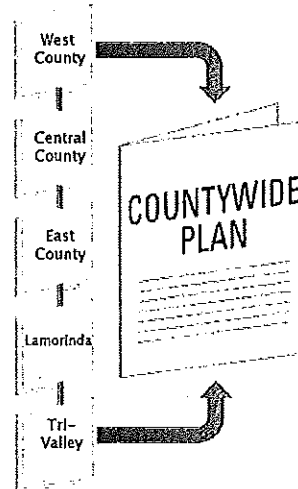 West
County
Central
County
East
County
Lamorinda
Tri-
Valley
COUNTYWIDE
PLAN